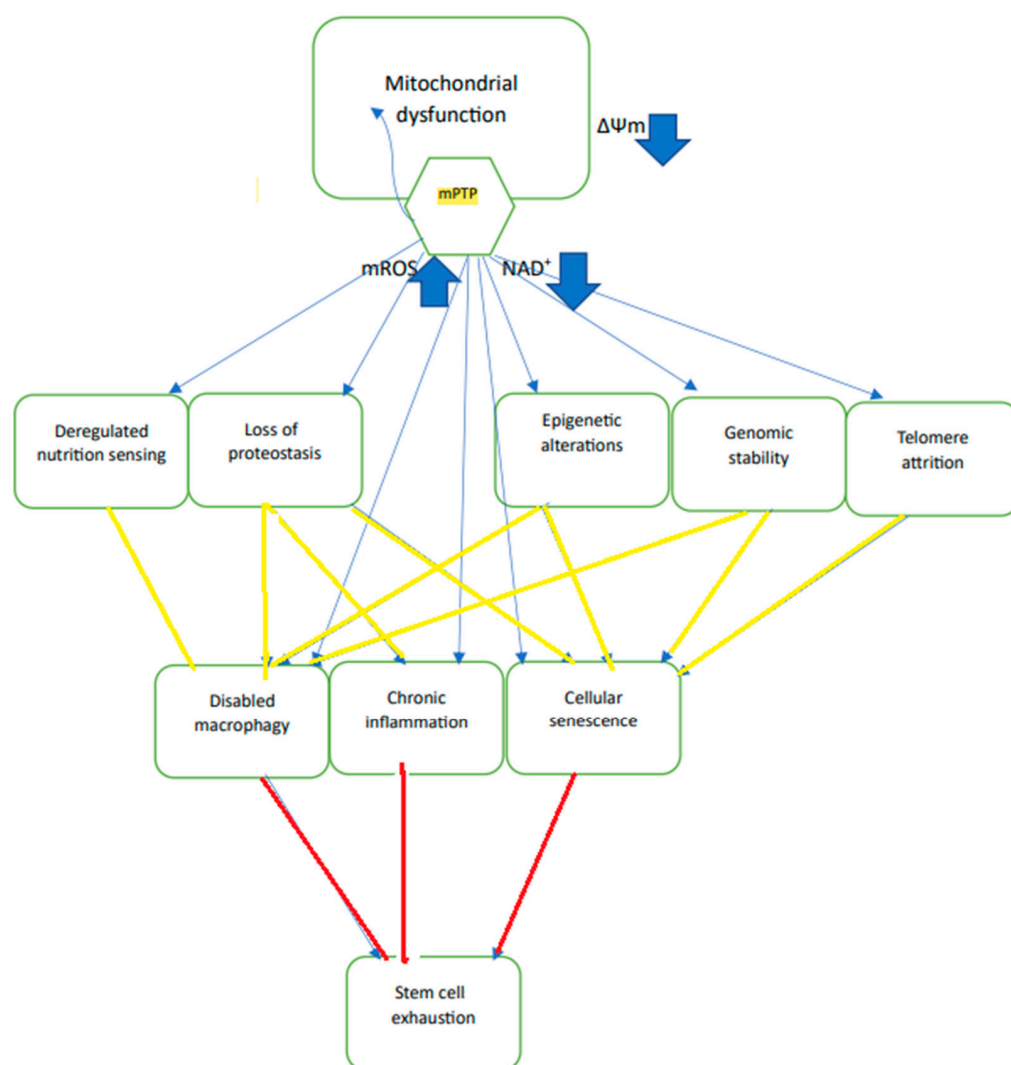 Mitochondrial
dysfunction
ΔΨm
mPTP
mROS
NAD⁺
Deregulated
nutrition sensing
Loss of
proteostasis
Epigenetic
alterations
Genomic
stability
Telomere
attrition
Disabled
macrophagy
Chronic
inflammation
Cellular
senescence
Stem cell
exhaustion